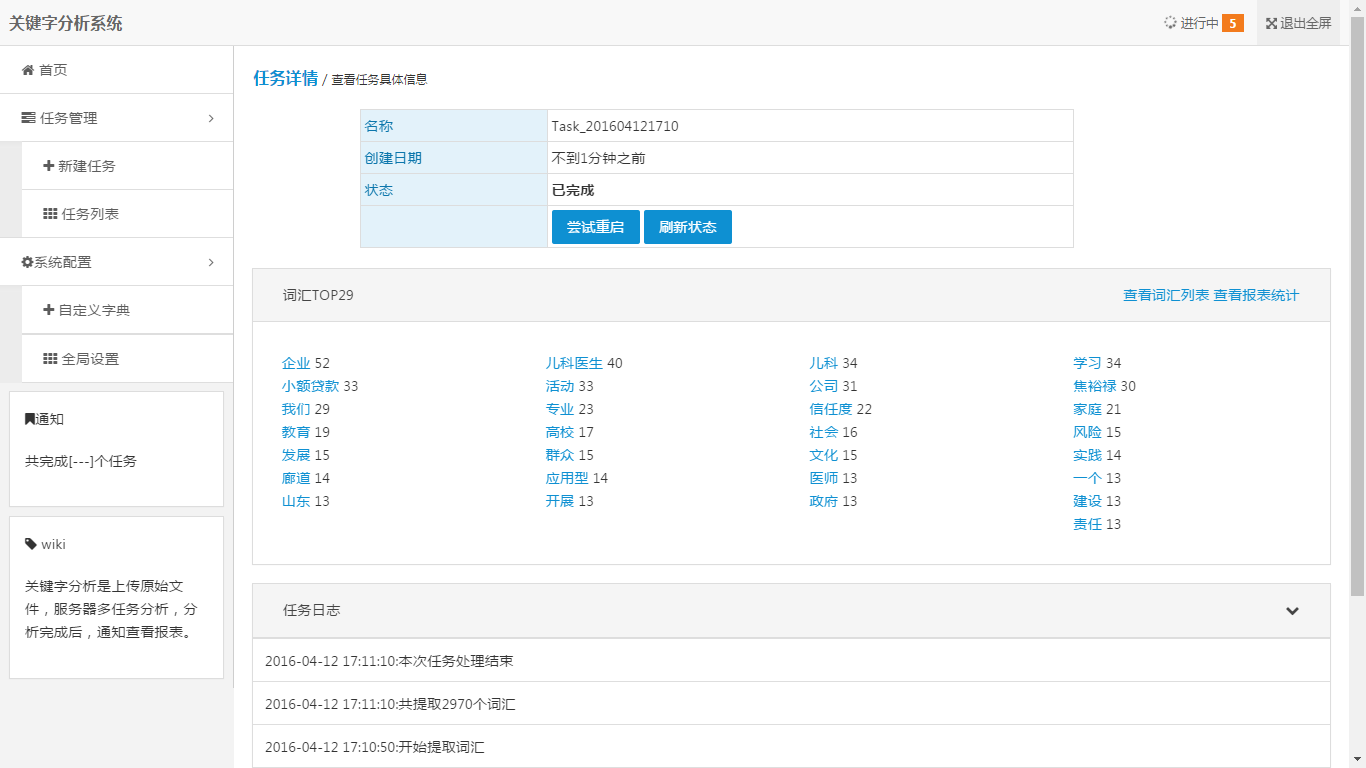 关键字分析系统
进行中 5 退出全屏
首页
任务管理
新建任务
任务列表
系统配置
自定义字典
全局设置
通知
共完成[---]个任务
wiki
关键字分析是上传原始文
件，服务器多任务分析，分
析完成后，通知查看报表。
任务详情 / 查看任务具体信息
名称 Task_201604121710
创建日期 不到1分钟之前
状态 已完成
尝试重启 刷新状态
词汇TOP29 查看词汇列表 查看报表统计
企业 52 儿科医生 40 儿科 34 学习 34
小额贷款 33 活动 33 公司 31 焦裕禄 30
我们 29 专业 23 信任度 22 家庭 21
教育 19 高校 17 社会 16 风险 15
发展 15 群众 15 文化 15 实践 14
廊道 14 应用型 14 医师 13 一个 13
山东 13 开展 13 政府 13 建设 13
责任 13
任务日志
2016-04-12 17:11:10:本次任务处理结束
2016-04-12 17:11:10:共提取2970个词汇
2016-04-12 17:10:50:开始提取词汇